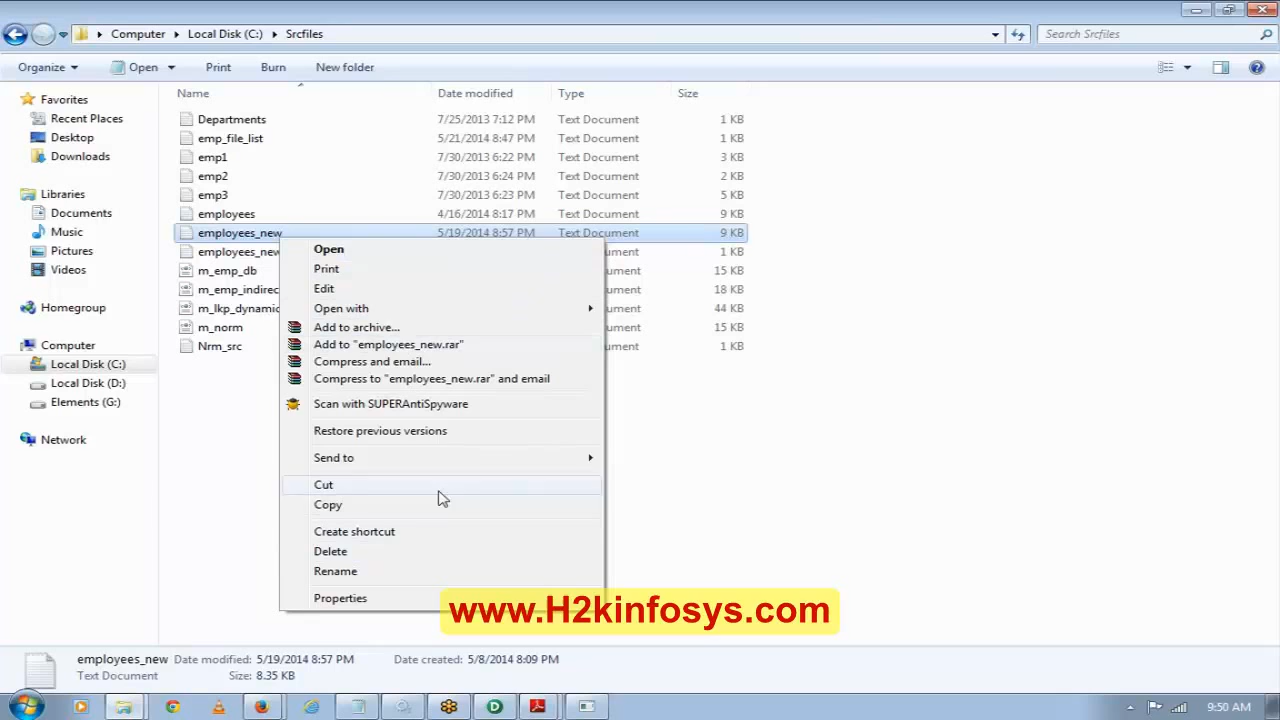 Computer Local Disk (C:) Srcfiles Search Srcfiles
Organize Open Print Burn New folder
Name Date modified Type Size
Favorites
Recent Places
Desktop
Downloads
Libraries
Documents
Music
Pictures
Videos
Homegroup
Computer
Local Disk (C:)
Local Disk (D:)
Elements (G:)
Network
Departments 7/25/2013 7:12 PM Text Document 1 KB
emp_file_list 5/21/2014 8:47 PM Text Document 1 KB
emp1 7/30/2013 6:22 PM Text Document 3 KB
emp2 7/30/2013 6:24 PM Text Document 2 KB
emp3 7/30/2013 6:23 PM Text Document 5 KB
employees 4/16/2014 8:17 PM Text Document 9 KB
employees_new 5/19/2014 8:57 PM Text Document 9 KB
employees_new ument 1 KB
m_emp_db ument 15 KB
m_emp_indirec ument 18 KB
m_lkp_dynamic ument 44 KB
m_norm ument 15 KB
Nrm_src ument 1 KB
Open
Print
Edit
Open with
Add to archive...
Add to "employees_new.rar"
Compress and email...
Compress to "employees_new.rar" and email
Scan with SUPERAntiSpyware
Restore previous versions
Send to
Cut
Copy
Create shortcut
Delete
Rename
Properties
www.H2kinfosys.com
employees_new Date modified: 5/19/2014 8:57 PM Date created: 5/8/2014 8:09 PM
Text Document Size: 8.35 KB
9:50 AM